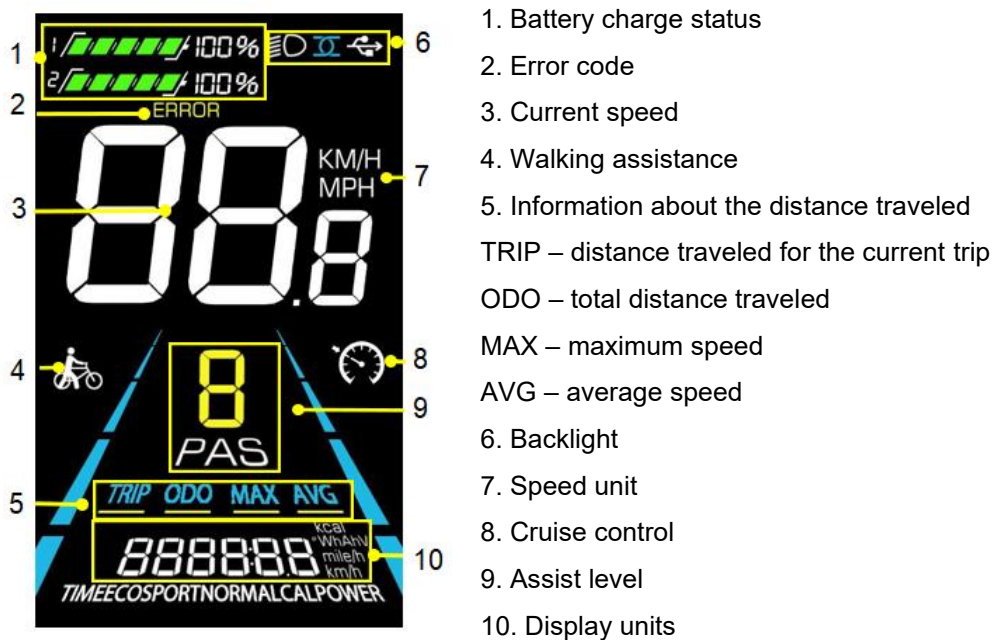 1 100%
2 100%
ERROR
88.8
KM/H
MPH
8
PAS
TRIP ODO MAX AVG
888888
kcal
°WhAhV
mile/h
km/h
TIMEECOSPORTNORMALCALPOWER
1
2
3
4
5
6
7
8
9
10
1. Battery charge status
2. Error code
3. Current speed
4. Walking assistance
5. Information about the distance traveled
TRIP – distance traveled for the current trip
ODO – total distance traveled
MAX – maximum speed
AVG – average speed
6. Backlight
7. Speed unit
8. Cruise control
9. Assist level
10. Display units